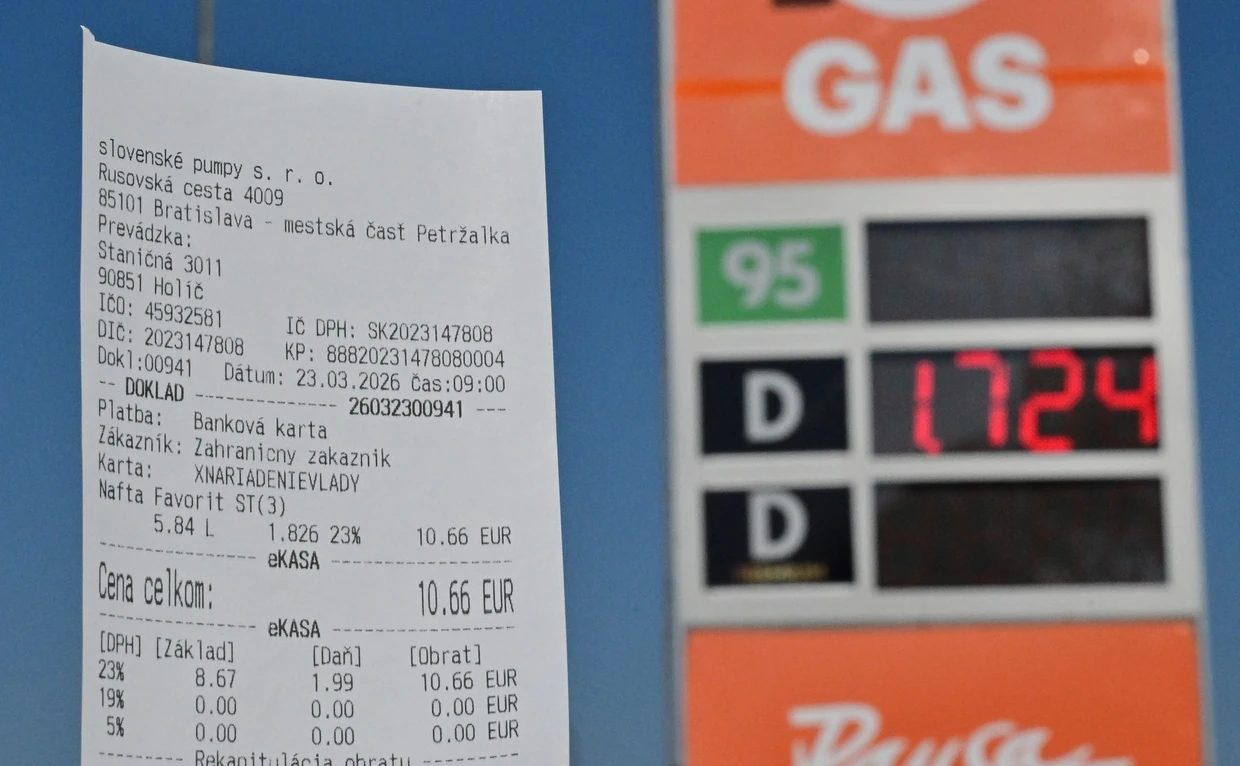 slovenské pumpy s. r. o.
Rusovská cesta 4009
85101 Bratislava - mestská časť Petržalka
Prevádzka:
Staničná 3011
90851 Holíč
IČO: 45932581 IČ DPH: SK2023147808
DIČ: 2023147808 KP: 88820231478080004
Dokl:00941 Dátum: 23.03.2026 čas:09:00
-- DOKLAD -------------- 26032300941 ---
Platba: Banková karta
Zákazník: Zahranicny zakaznik
Karta: XNARIADENIEVLADY
Nafta Favorit ST(3)
5.84 L 1.826 23% 10.66 EUR
---------------- eKASA -------------------
Cena celkom: 10.66 EUR
---------------- eKASA -------------------
[DPH] [Základ] [Daň] [Obrat]
23% 8.67 1.99 10.66 EUR
19% 0.00 0.00 0.00 EUR
5% 0.00 0.00 0.00 EUR
--------- Rekapitulácia obratu ----------
GAS
95
D 1724
D